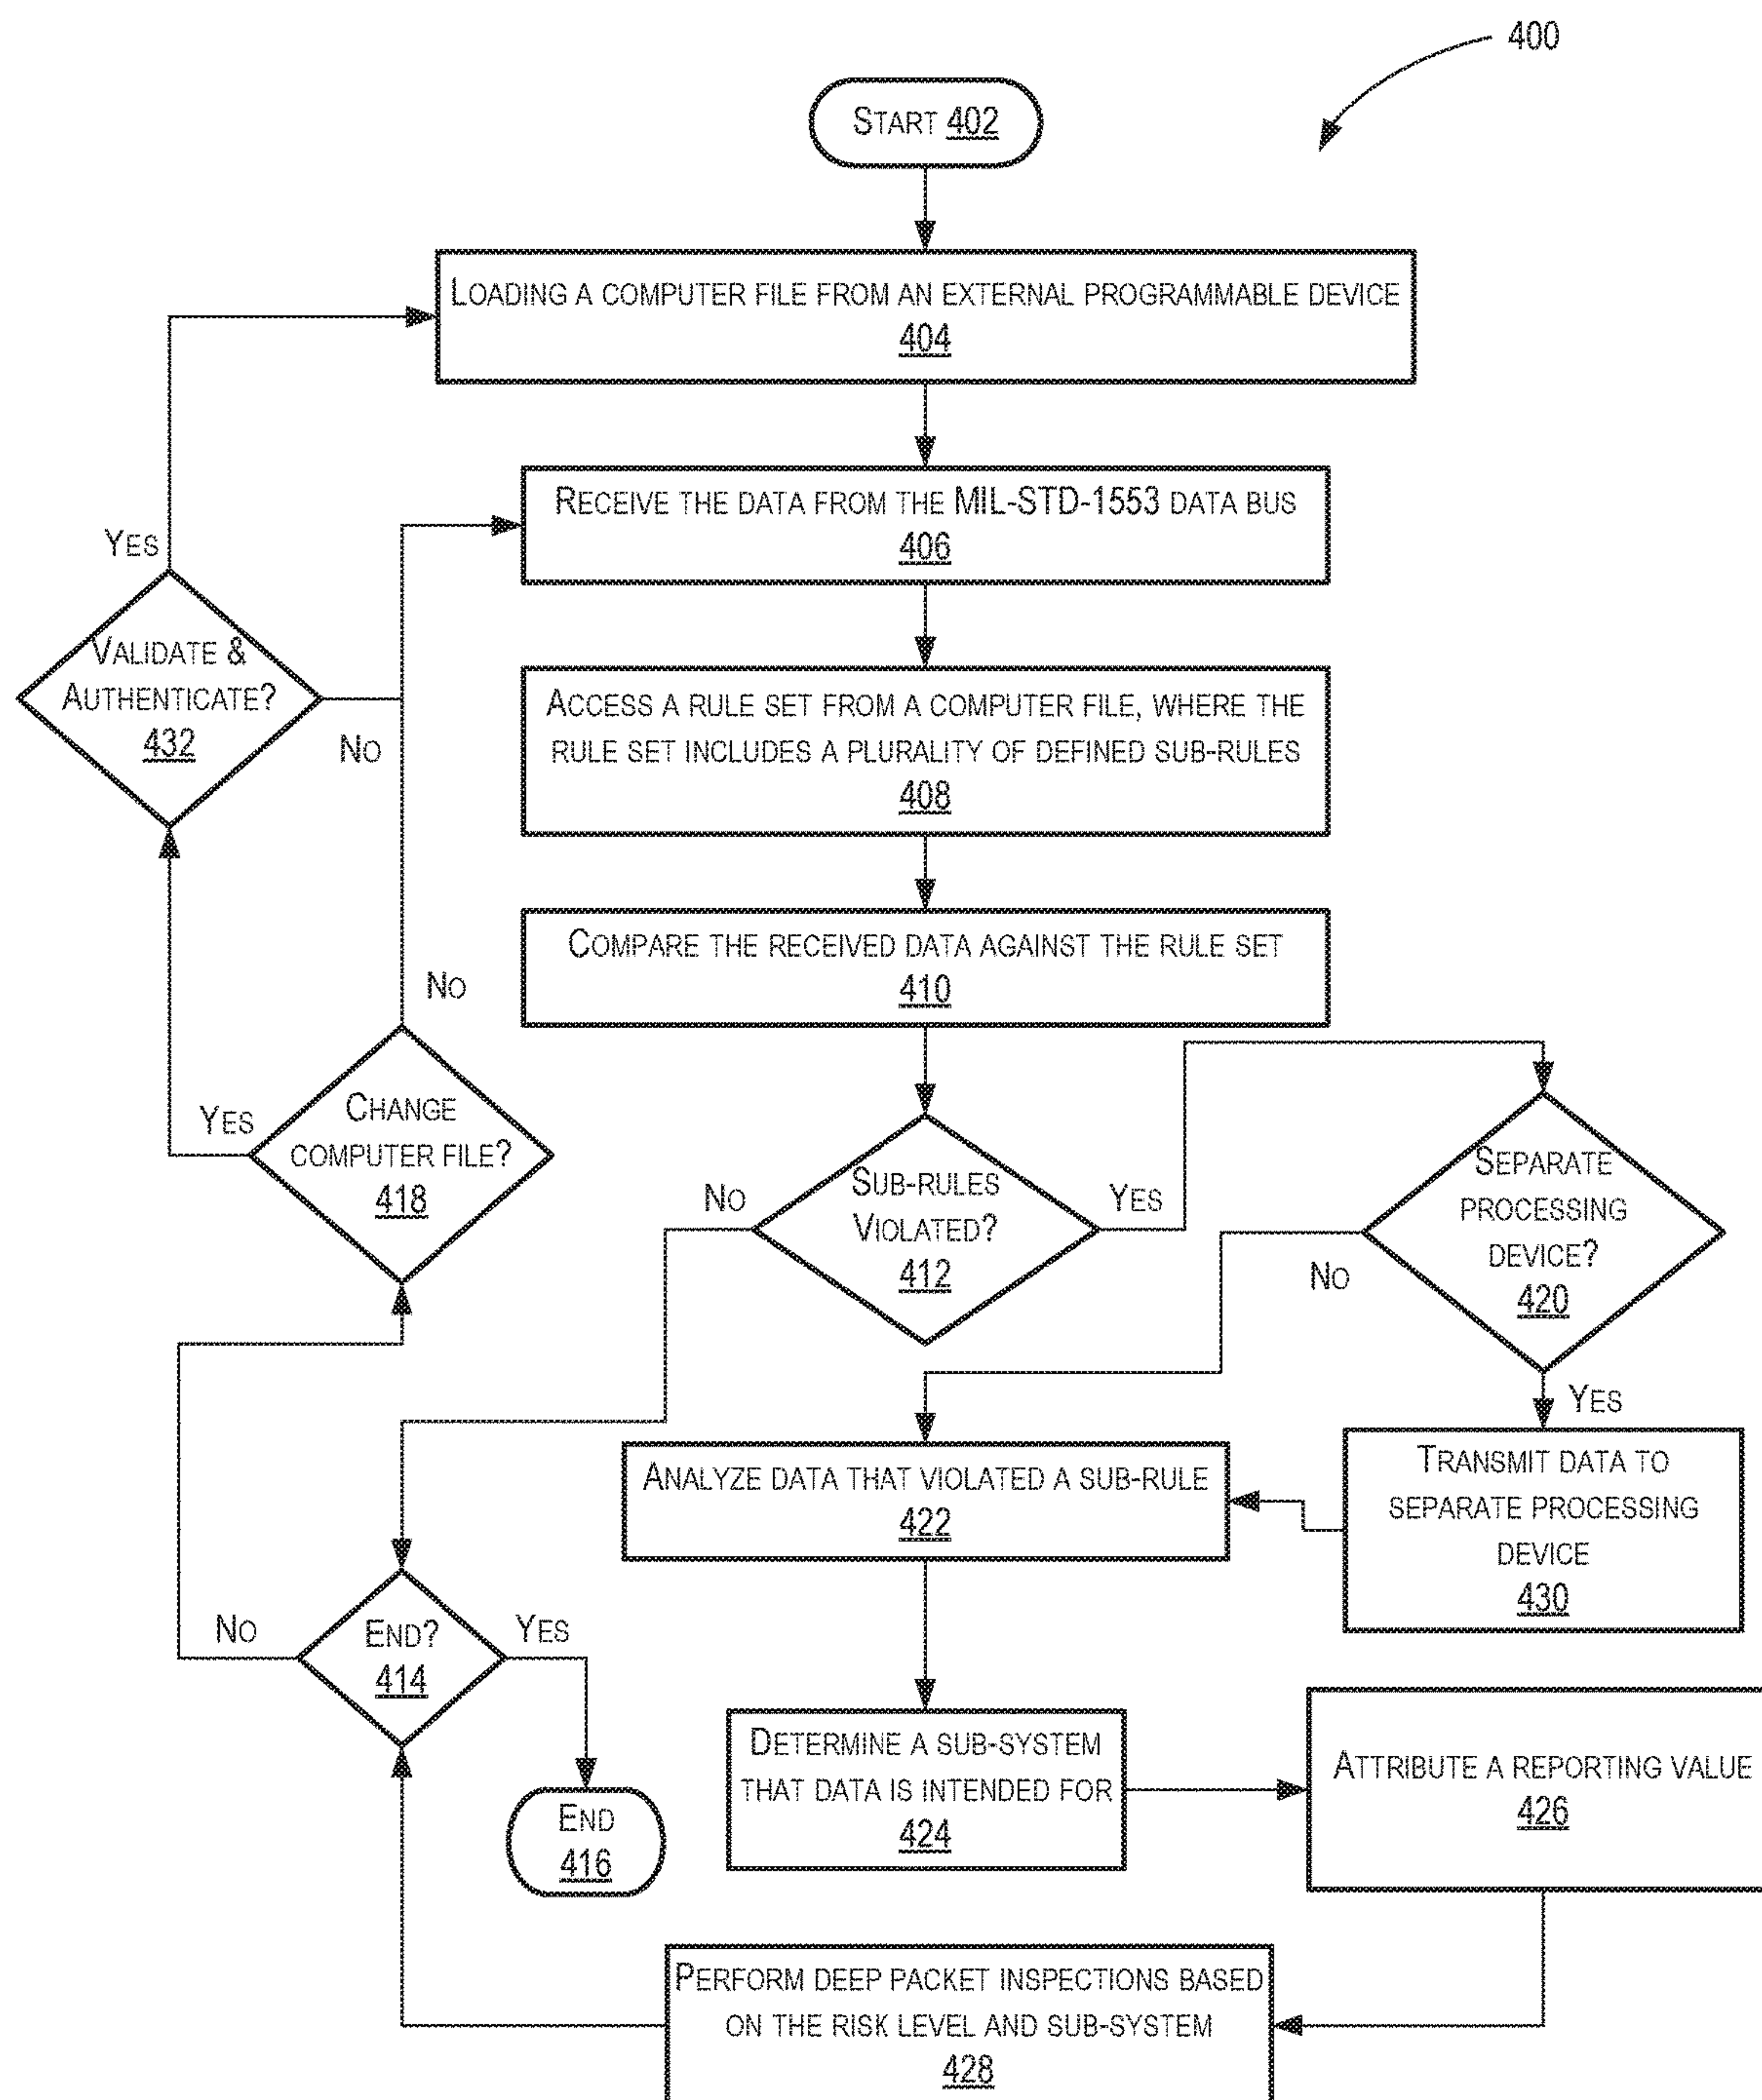 400
START 402
LOADING A COMPUTER FILE FROM AN EXTERNAL PROGRAMMABLE DEVICE
404
RECEIVE THE DATA FROM THE MIL-STD-1553 DATA BUS
406
YES
VALIDATE &
AUTHENTICATE?
432
NO
ACCESS A RULE SET FROM A COMPUTER FILE, WHERE THE
RULE SET INCLUDES A PLURALITY OF DEFINED SUB-RULES
408
COMPARE THE RECEIVED DATA AGAINST THE RULE SET
410
NO
YES
CHANGE
COMPUTER FILE?
418
NO
SUB-RULES
VIOLATED?
412
YES
SEPARATE
PROCESSING
DEVICE?
420
NO
YES
ANALYZE DATA THAT VIOLATED A SUB-RULE
422
TRANSMIT DATA TO
SEPARATE PROCESSING
DEVICE
430
NO
END?
414
YES
END
416
DETERMINE A SUB-SYSTEM
THAT DATA IS INTENDED FOR
424
ATTRIBUTE A REPORTING VALUE
426
PERFORM DEEP PACKET INSPECTIONS BASED
ON THE RISK LEVEL AND SUB-SYSTEM
428